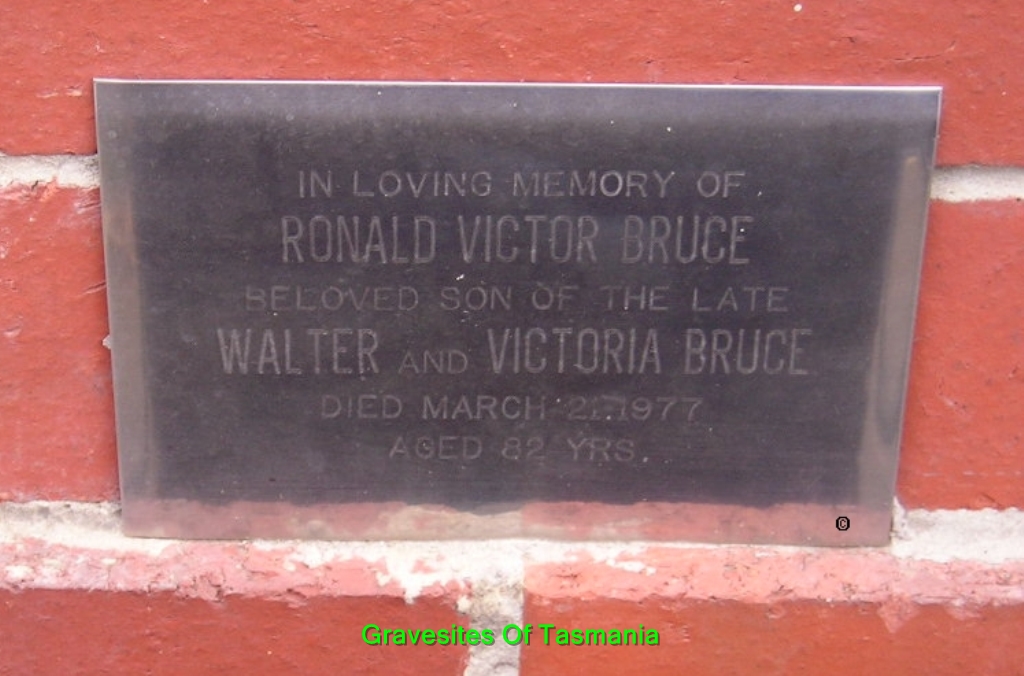 IN LOVING MEMORY OF
RONALD VICTOR BRUCE
BELOVED SON OF THE LATE
WALTER AND VICTORIA BRUCE
DIED MARCH 21.1977
AGED 82 YRS.
©
Gravesites Of Tasmania